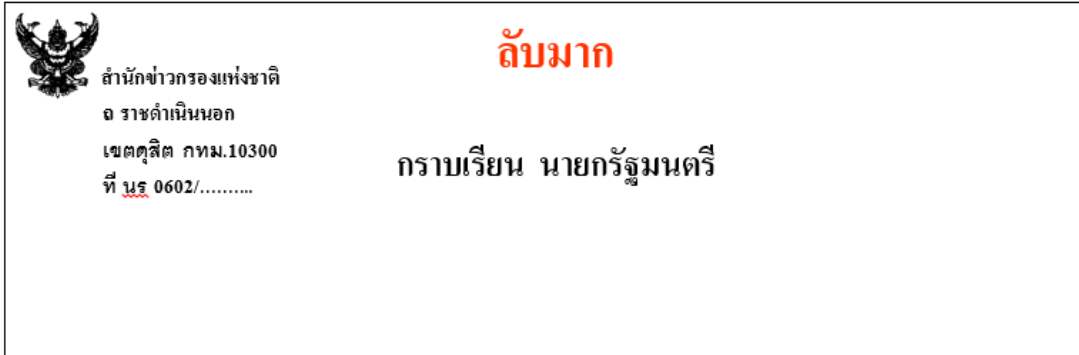 ลับมาก
สำนักข่าวกรองแห่งชาติ
ถ ราชดำเนินนอก
เขตดุสิต กทม.10300
ที่ นร 0602/..........
กราบเรียน นายกรัฐมนตรี